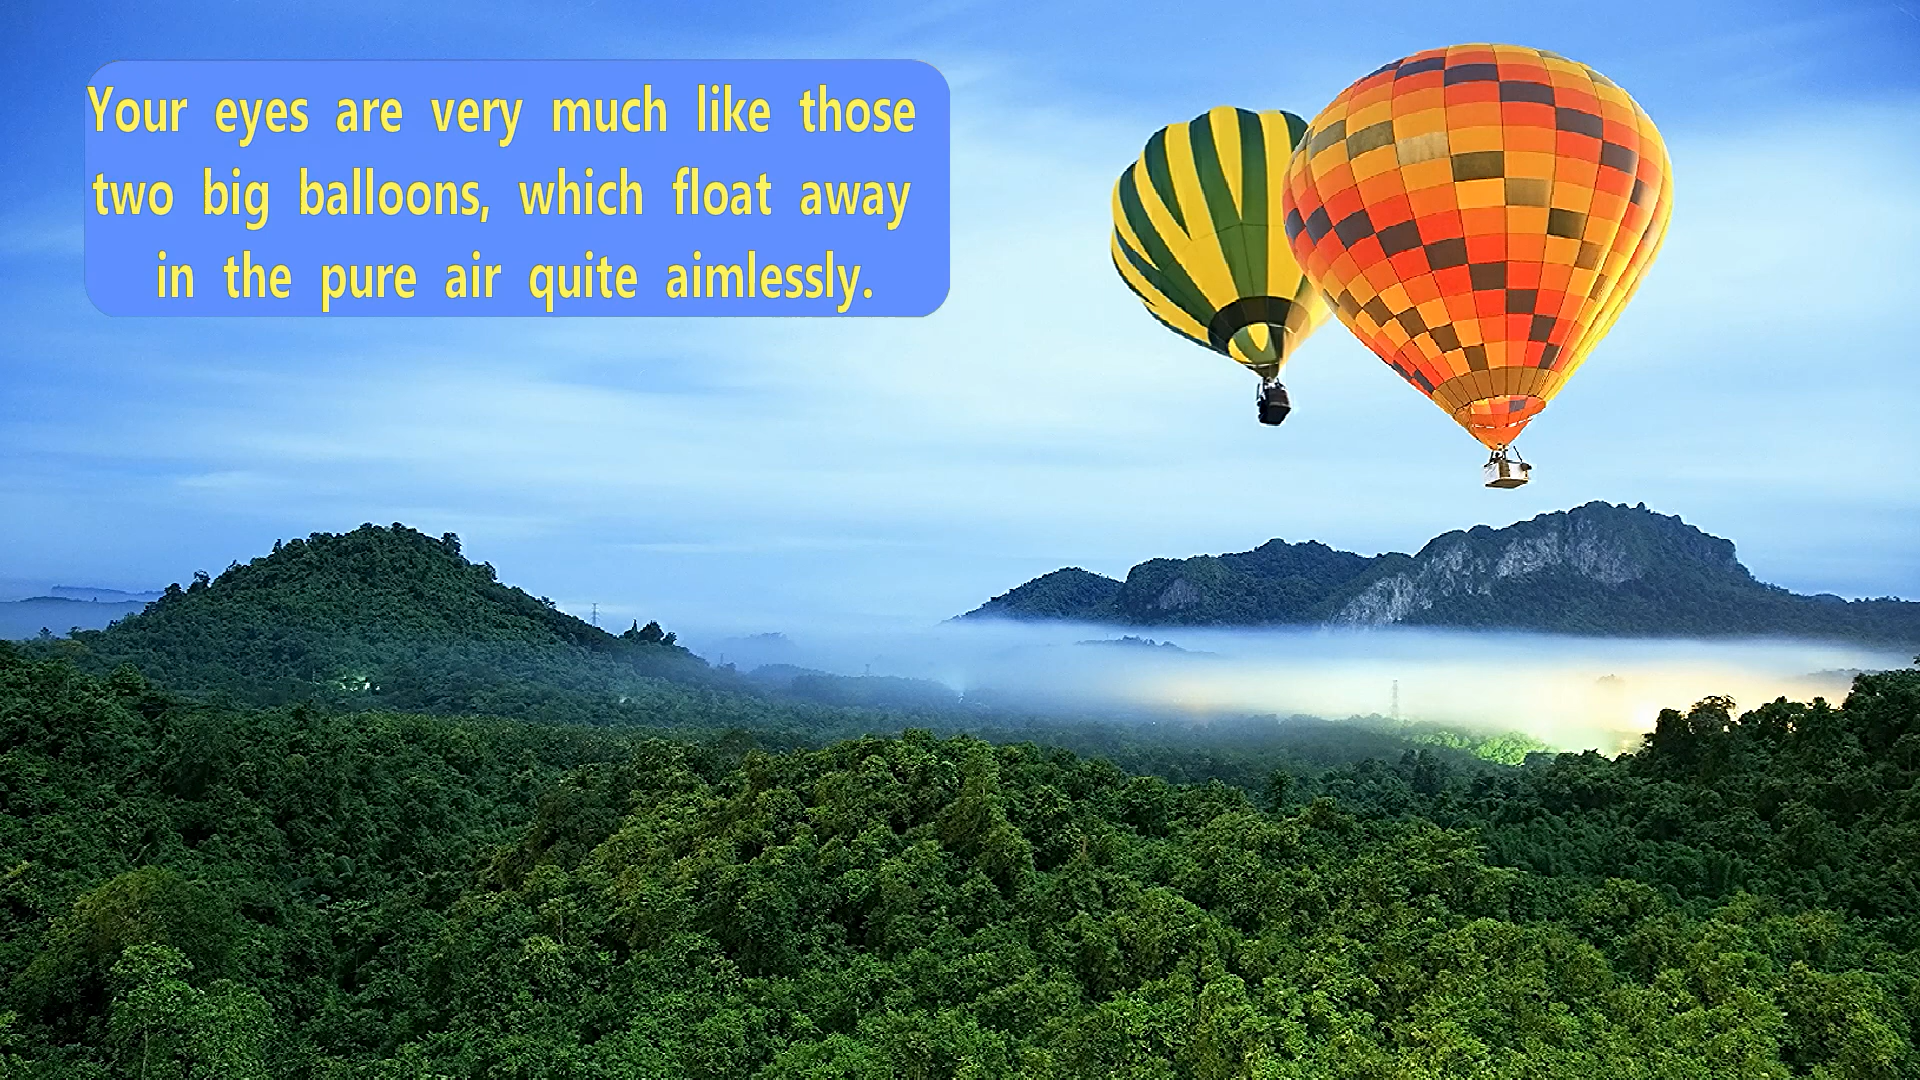 Your eyes are very much like those
two big balloons, which float away
in the pure air quite aimlessly.